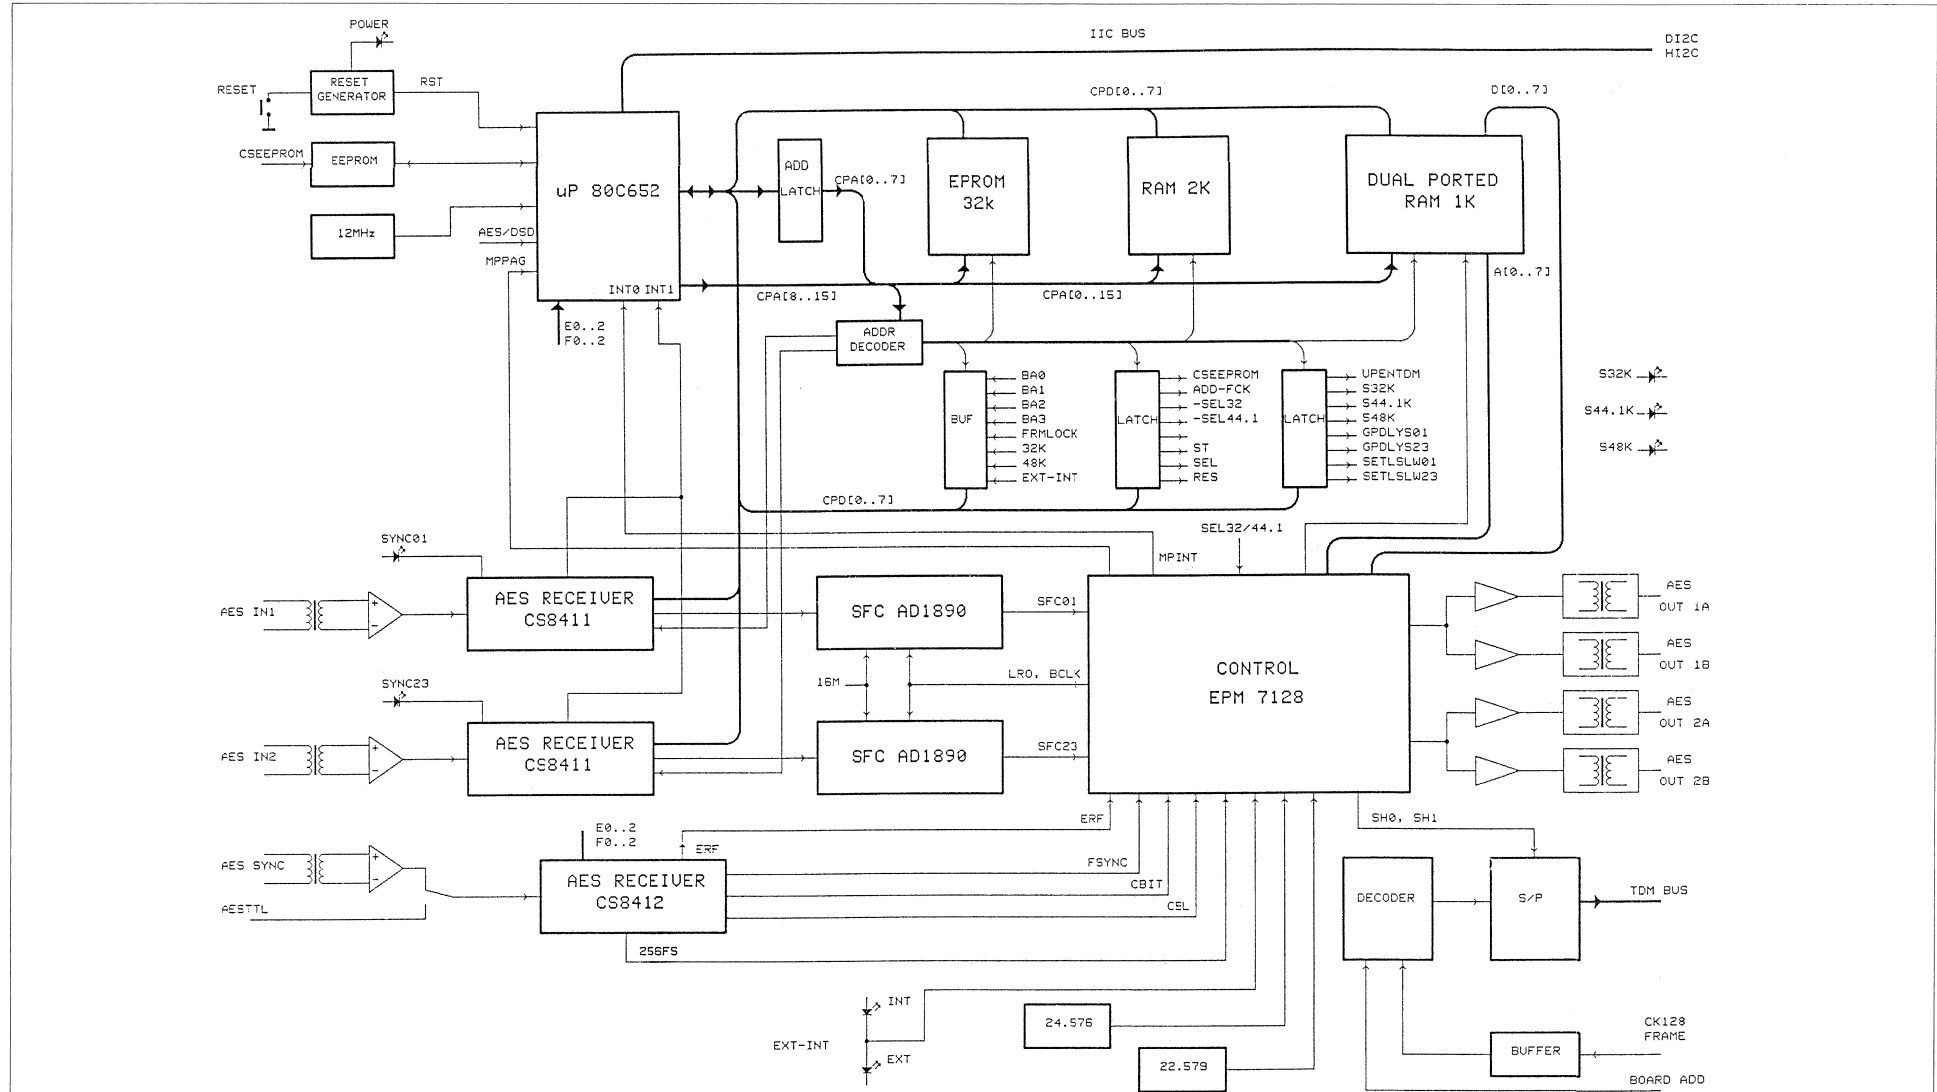 POWER
IIC BUS
DI2C
HI2C
RESET
RESET
GENERATOR
RST
CPD[0..7]
D[0..7]
CSEEPROM
EEPROM
uP 80C652
ADD
LATCH
CPA[0..7]
EPROM
32k
RAM 2K
DUAL PORTED
RAM 1K
12MHz
AES/DSD
MPPAG
INT0 INT1
CPA[8..15]
CPA[0..15]
A[0..7]
E0..2
F0..2
ADDR
DECODER
BUF
BA0
BA1
BA2
BA3
FRMLOCK
32K
48K
EXT-INT
LATCH
CSEEPROM
ADD-FCK
-SEL32
-SEL44.1
ST
SEL
RES
LATCH
UPENTDM
S32K
S44.1K
S48K
GPDLYS01
GPDLYS23
SETLSLW01
SETLSLW23
S32K
S44.1K
S48K
CPD[0..7]
SEL32/44.1
MPINT
SYNC01
AES IN1
AES RECEIVER
CS8411
SFC AD1890
SFC01
AES
OUT 1A
AES
OUT 1B
CONTROL
EPM 7128
16M
LRO, BCLK
SYNC23
AES IN2
AES RECEIVER
CS8411
SFC AD1890
SFC23
AES
OUT 2A
AES
OUT 2B
E0..2
F0..2
ERF
ERF
SH0, SH1
AES SYNC
AESTTL
AES RECEIVER
CS8412
FSYNC
CBIT
CEL
256FS
DECODER
S/P
TDM BUS
INT
EXT-INT
EXT
24.576
22.579
BUFFER
CK128
FRAME
BOARD ADD